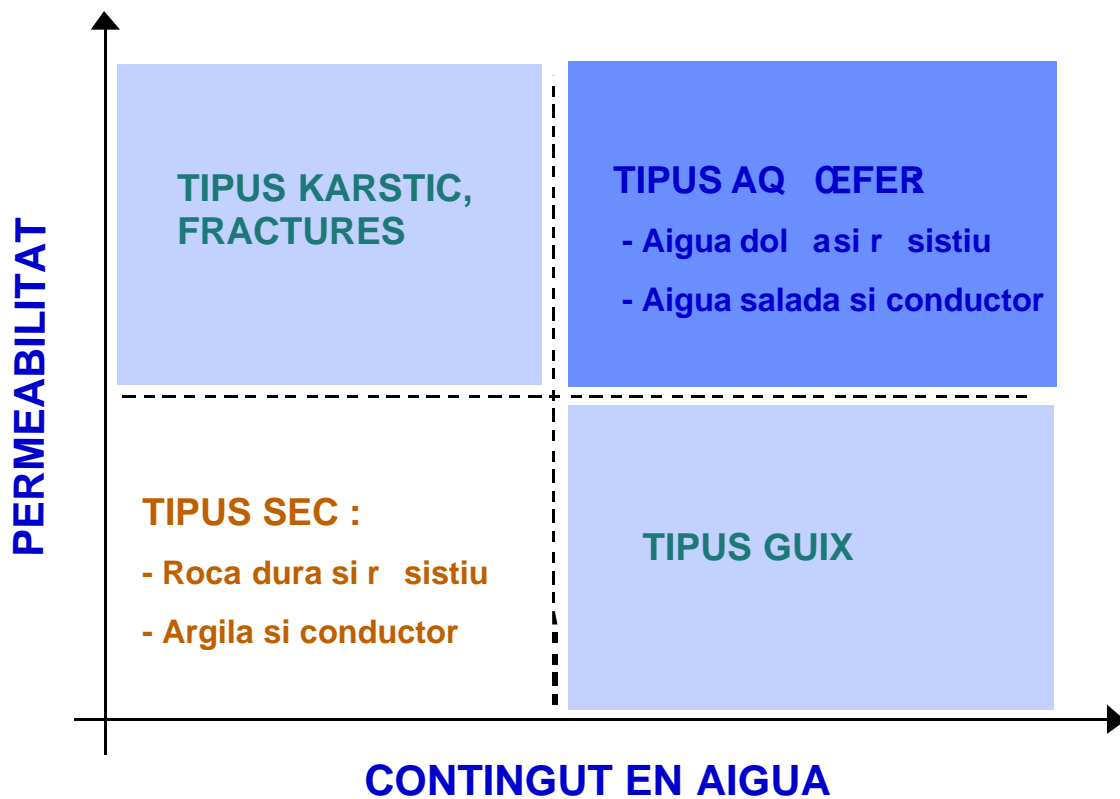 PERMEABILITAT
TIPUS KARSTIC,
FRACTURES
TIPUS AQ ŒFER
- Aigua dol asi r sistiu
- Aigua salada si conductor
TIPUS SEC :
- Roca dura si r sistiu
- Argila si conductor
TIPUS GUIX
CONTINGUT EN AIGUA